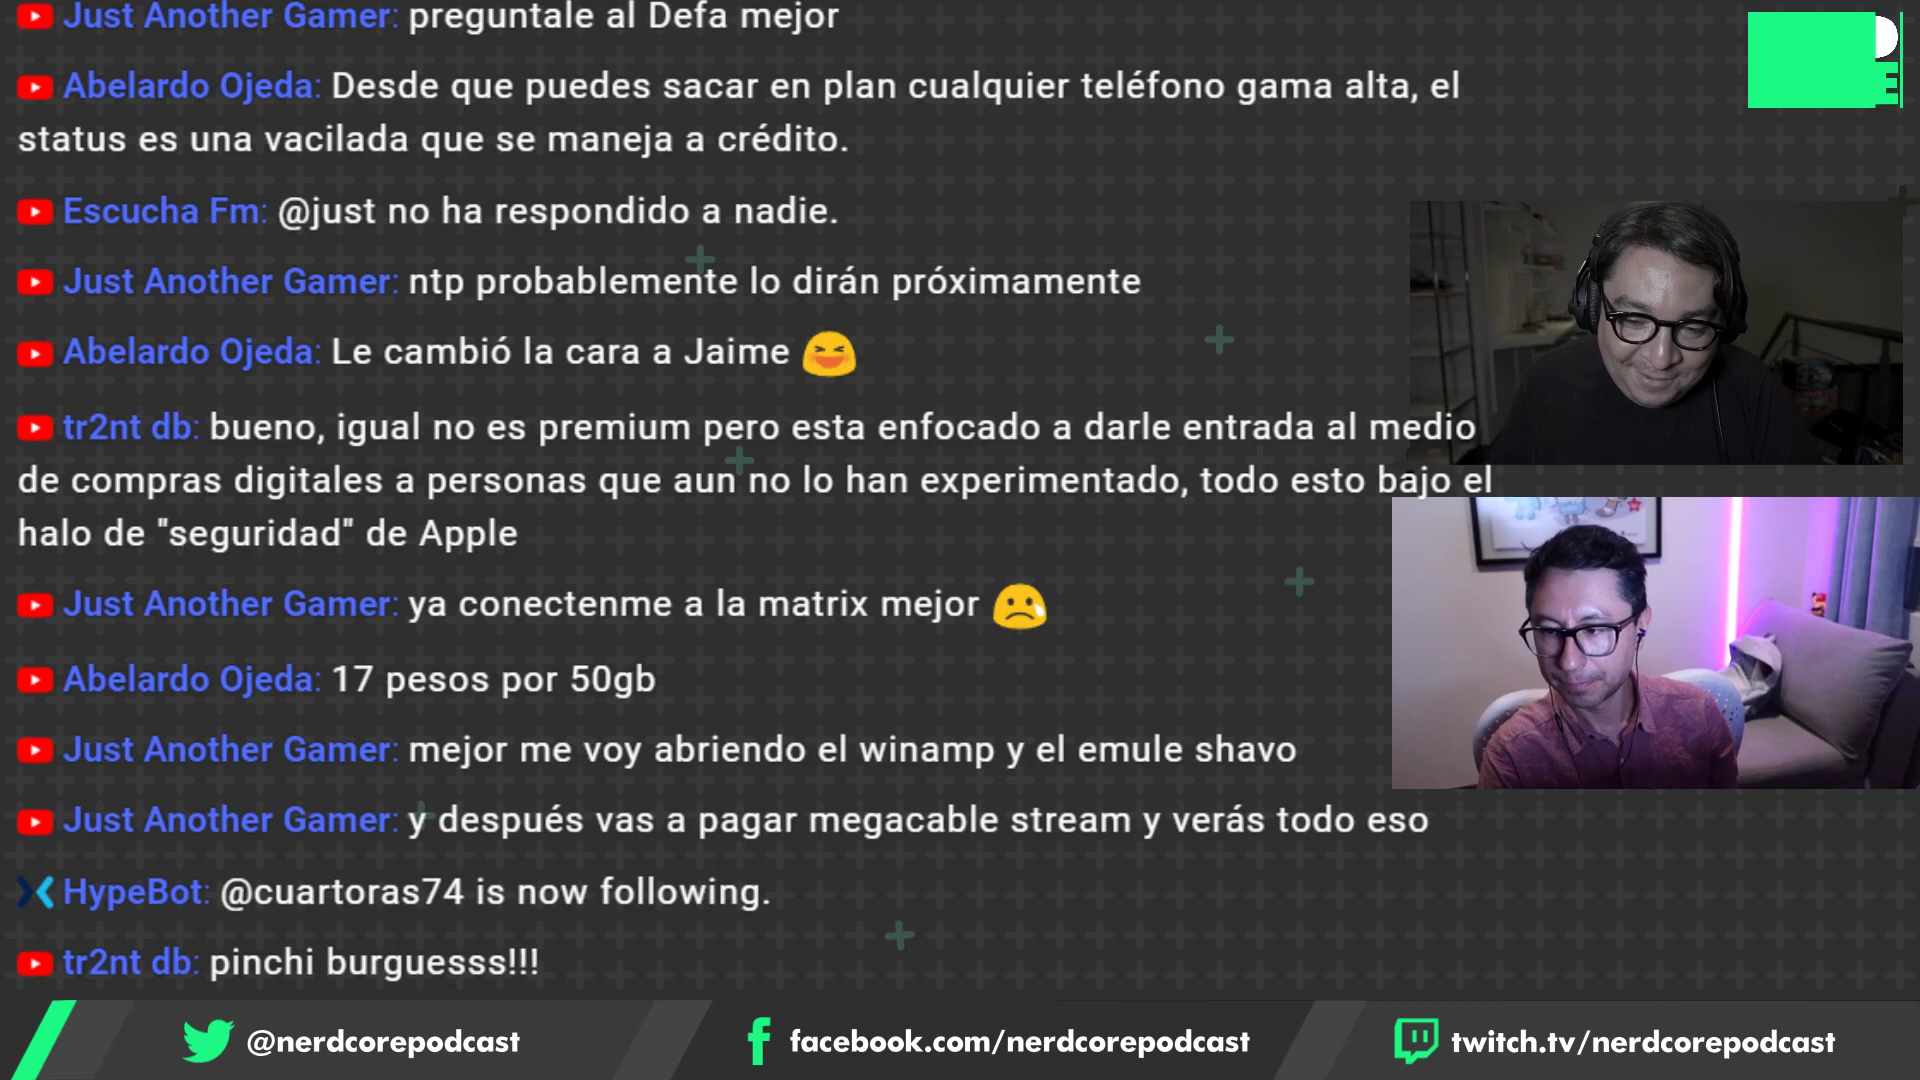 Just Another Gamer: preguntale al Defa mejor
Abelardo Ojeda: Desde que puedes sacar en plan cualquier teléfono gama alta, el
status es una vacilada que se maneja a crédito.
Escucha Fm: @just no ha respondido a nadie.
Just Another Gamer: ntp probablemente lo dirán próximamente
Abelardo Ojeda: Le cambió la cara a Jaime 😆
tr2nt db: bueno, igual no es premium pero esta enfocado a darle entrada al medio
de compras digitales a personas que aun no lo han experimentado, todo esto bajo el
halo de "seguridad" de Apple
Just Another Gamer: ya conectenme a la matrix mejor 😢
Abelardo Ojeda: 17 pesos por 50gb
Just Another Gamer: mejor me voy abriendo el winamp y el emule shavo
Just Another Gamer: y después vas a pagar megacable stream y verás todo eso
HypeBot: @cuartoras74 is now following.
tr2nt db: pinchi burguesss!!!
@nerdcorepodcast
facebook.com/nerdcorepodcast
twitch.tv/nerdcorepodcast